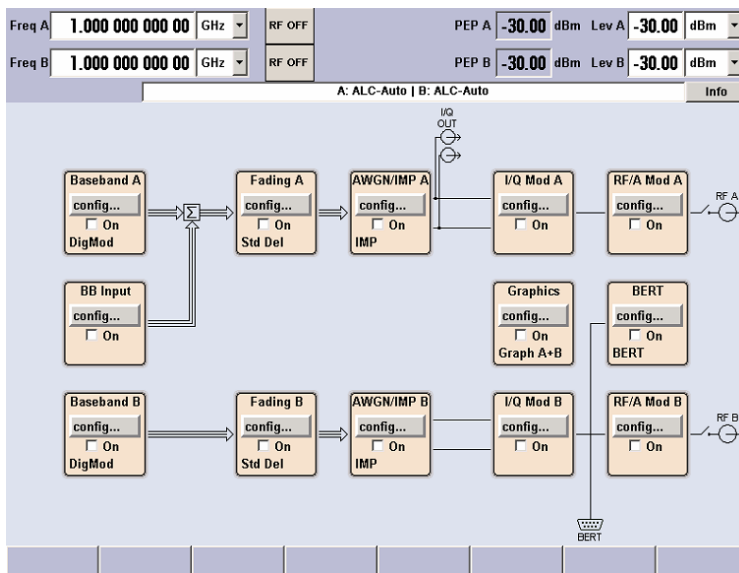 Freq A 1.000 000 000 00 GHz RF OFF PEP A -30.00 dBm Lev A -30.00 dBm
Freq B 1.000 000 000 00 GHz RF OFF PEP B -30.00 dBm Lev B -30.00 dBm
A: ALC-Auto | B: ALC-Auto Info
I/Q
OUT
Baseband A Fading A AWGN/IMP A I/Q Mod A RF/A Mod A
RF A
config... config... config... config... config...
Σ
On On On On On
DigMod Std Del IMP
BB Input Graphics BERT
config... config... config...
On On On
Graph A+B BERT
Baseband B Fading B AWGN/IMP B I/Q Mod B RF/A Mod B
RF B
config... config... config... config... config...
On On On On On
DigMod Std Del IMP
BERT